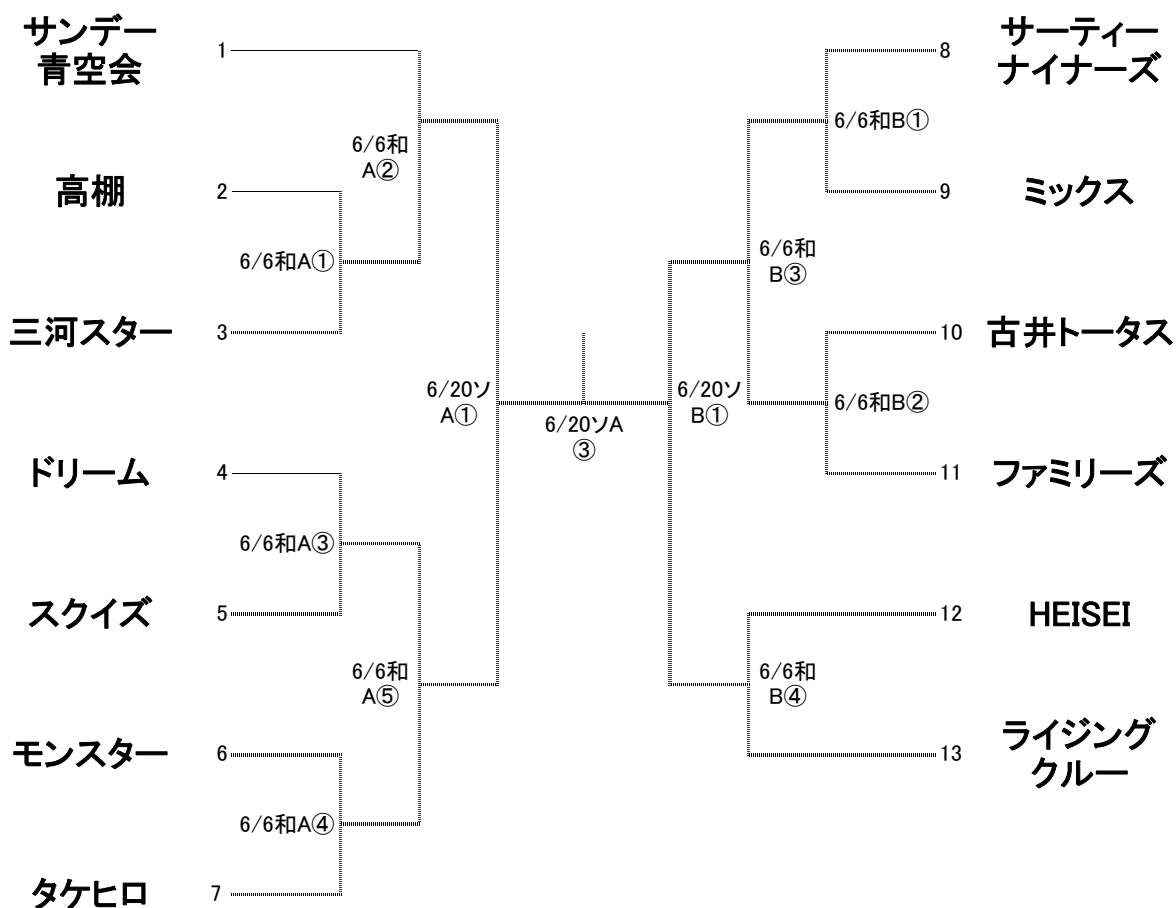 サンデー
青空会
1
6/6和
A②
高棚
2
6/6和A①
三河スター
3
6/20ソ
A①
ドリーム
4
6/6和A③
スクイズ
5
6/6和
A⑤
モンスター
6
6/6和A④
タケヒロ
7
6/20ソA
③
8
サーティー
ナイナーズ
6/6和B①
9
ミックス
6/6和
B③
10
古井トータス
6/20ソ
B①
6/6和B②
11
ファミリーズ
12
HEISEI
6/6和
B④
13
ライジング
クルー